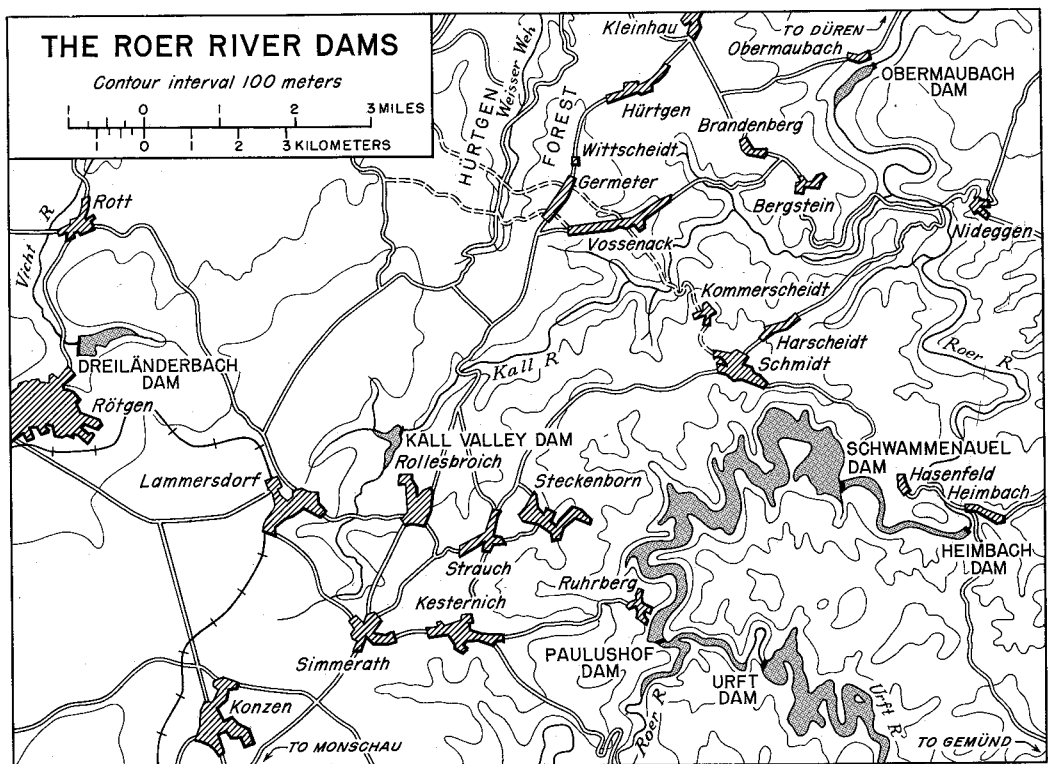 THE ROER RIVER DAMS
Contour interval 100 meters
1 0 1 2 3 MILES
1 0 1 2 3 KILOMETERS
Kleinhau
TO DÜREN
Obermaubach
OBERMAUBACH
DAM
HÜRTGEN
FOREST
Weisser Weh
Hürtgen
Brandenberg
Wittscheidt
Germeter
Bergstein
Nideggen
Rott
Vicht R
Vossenack
Kommerscheidt
Harscheidt
Schmidt
Roer R
Kall R
DREILÄNDERBACH
DAM
Rötgen
KALL VALLEY DAM
Rollesbroich
Lammersdorf
Steckenborn
SCHWAMMENAUEL
DAM
Hasenfeld
Heimbach
HEIMBACH
DAM
Strauch
Ruhrberg
Kesternich
Simmerath
PAULUSHOF
DAM
URFT
DAM
Urft R
Roer R
Konzen
TO MONSCHAU
TO GEMÜND